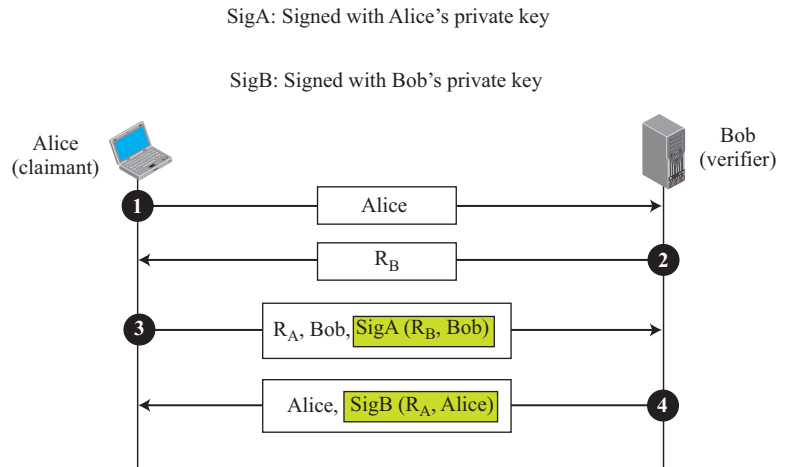 SigA: Signed with Alice's private key
SigB: Signed with Bob's private key
Alice
(claimant)
Bob
(verifier)
1
Alice
R_B
2
3
R_A, Bob, SigA (R_B, Bob)
Alice, SigB (R_A, Alice)
4